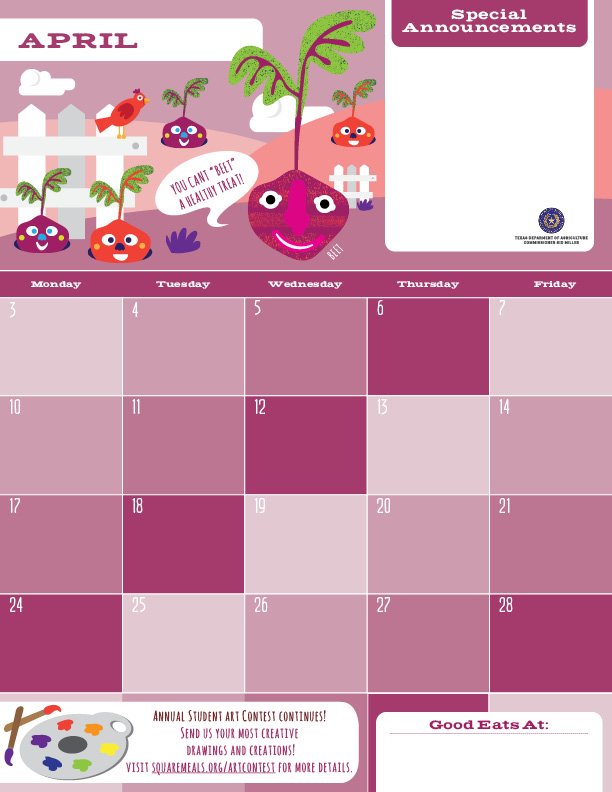 APRIL
Special
Announcements
YOU CANT "BEET"
A HEALTHY TREAT!
BEET
TEXAS DEPARTMENT OF AGRICULTURE
COMMISSIONER SID MILLER
Monday Tuesday Wednesday Thursday Friday
3 4 5 6 7
10 11 12 13 14
17 18 19 20 21
24 25 26 27 28
ANNUAL STUDENT ART CONTEST CONTINUES!
SEND US YOUR MOST CREATIVE
DRAWINGS AND CREATIONS!
VISIT SQUAREMEALS.ORG/ARTCONTEST FOR MORE DETAILS.
Good Eats At: